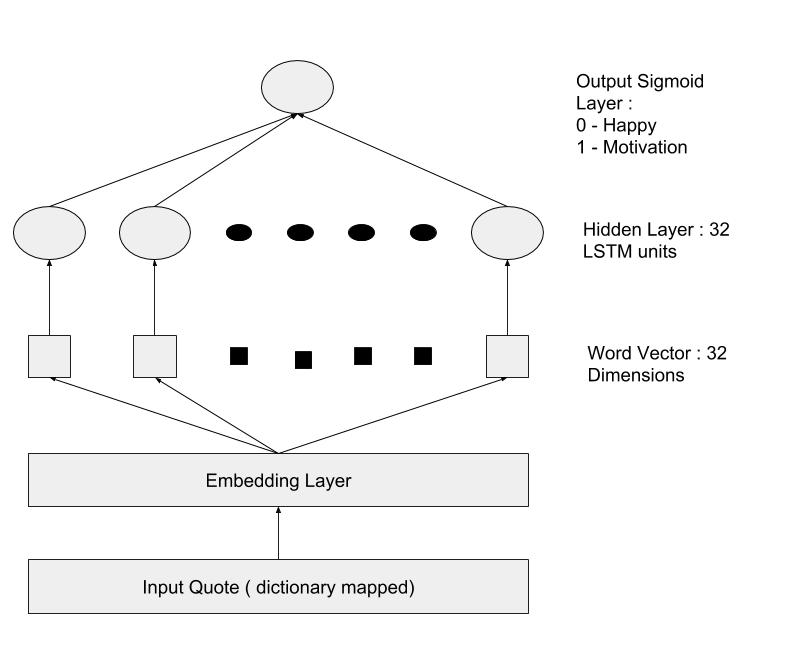 Output Sigmoid
Layer :
0 - Happy
1 - Motivation
Hidden Layer : 32
LSTM units
Word Vector : 32
Dimensions
Embedding Layer
Input Quote ( dictionary mapped)